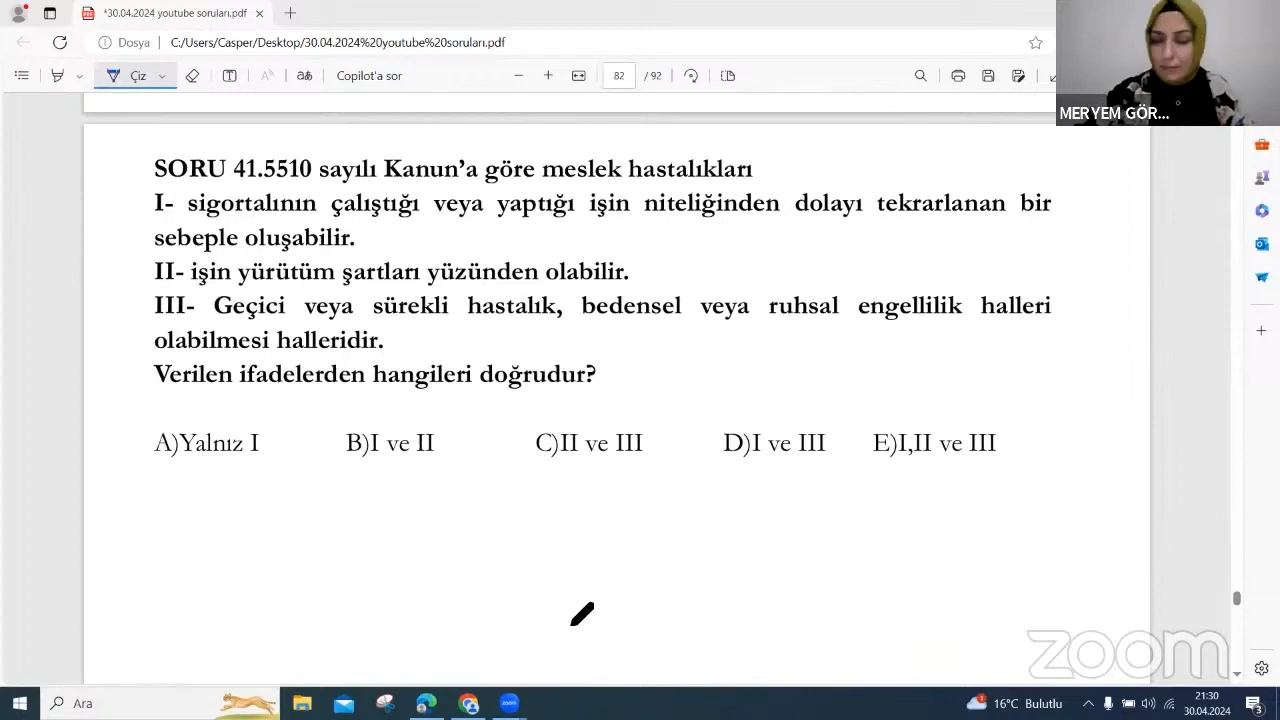 *30.04.2024 youtube soruları.pdf
Dosya C:/Users/Casper/Desktop/30.04.2024%20youtube%20soruları.pdf
Çiz
Copilot'a sor
82 / 92
MERYEM GÖR...
SORU 41.5510 sayılı Kanun’a göre meslek hastalıkları
I- sigortalının çalıştığı veya yaptığı işin niteliğinden dolayı tekrarlanan bir
sebeple oluşabilir.
II- işin yürütüm şartları yüzünden olabilir.
III- Geçici veya sürekli hastalık, bedensel veya ruhsal engellilik halleri
olabilmesi halleridir.
Verilen ifadelerden hangileri doğrudur?
A)Yalnız I B)I ve II C)II ve III D)I ve III E)I,II ve III
zoom
Ara
zoom
1
16°C Bulutlu
21:30
30.04.2024
3